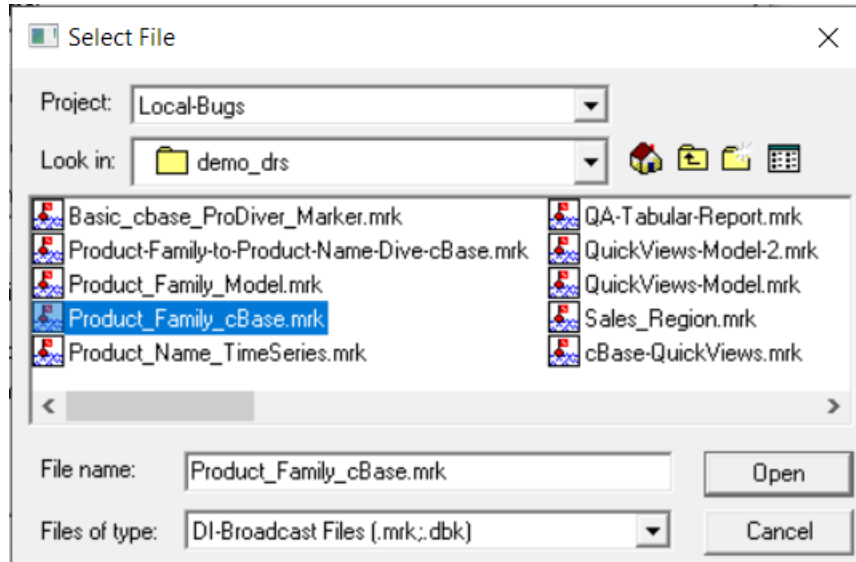 Select File
Project: Local-Bugs
Look in: demo_drs
Basic_cbase_ProDiver_Marker.mrk
Product-Family-to-Product-Name-Dive-cBase.mrk
Product_Family_Model.mrk
Product_Family_cBase.mrk
Product_Name_TimeSeries.mrk
QA-Tabular-Report.mrk
QuickViews-Model-2.mrk
QuickViews-Model.mrk
Sales_Region.mrk
cBase-QuickViews.mrk
File name: Product_Family_cBase.mrk
Open
Files of type: DI-Broadcast Files (.mrk;.dbk)
Cancel